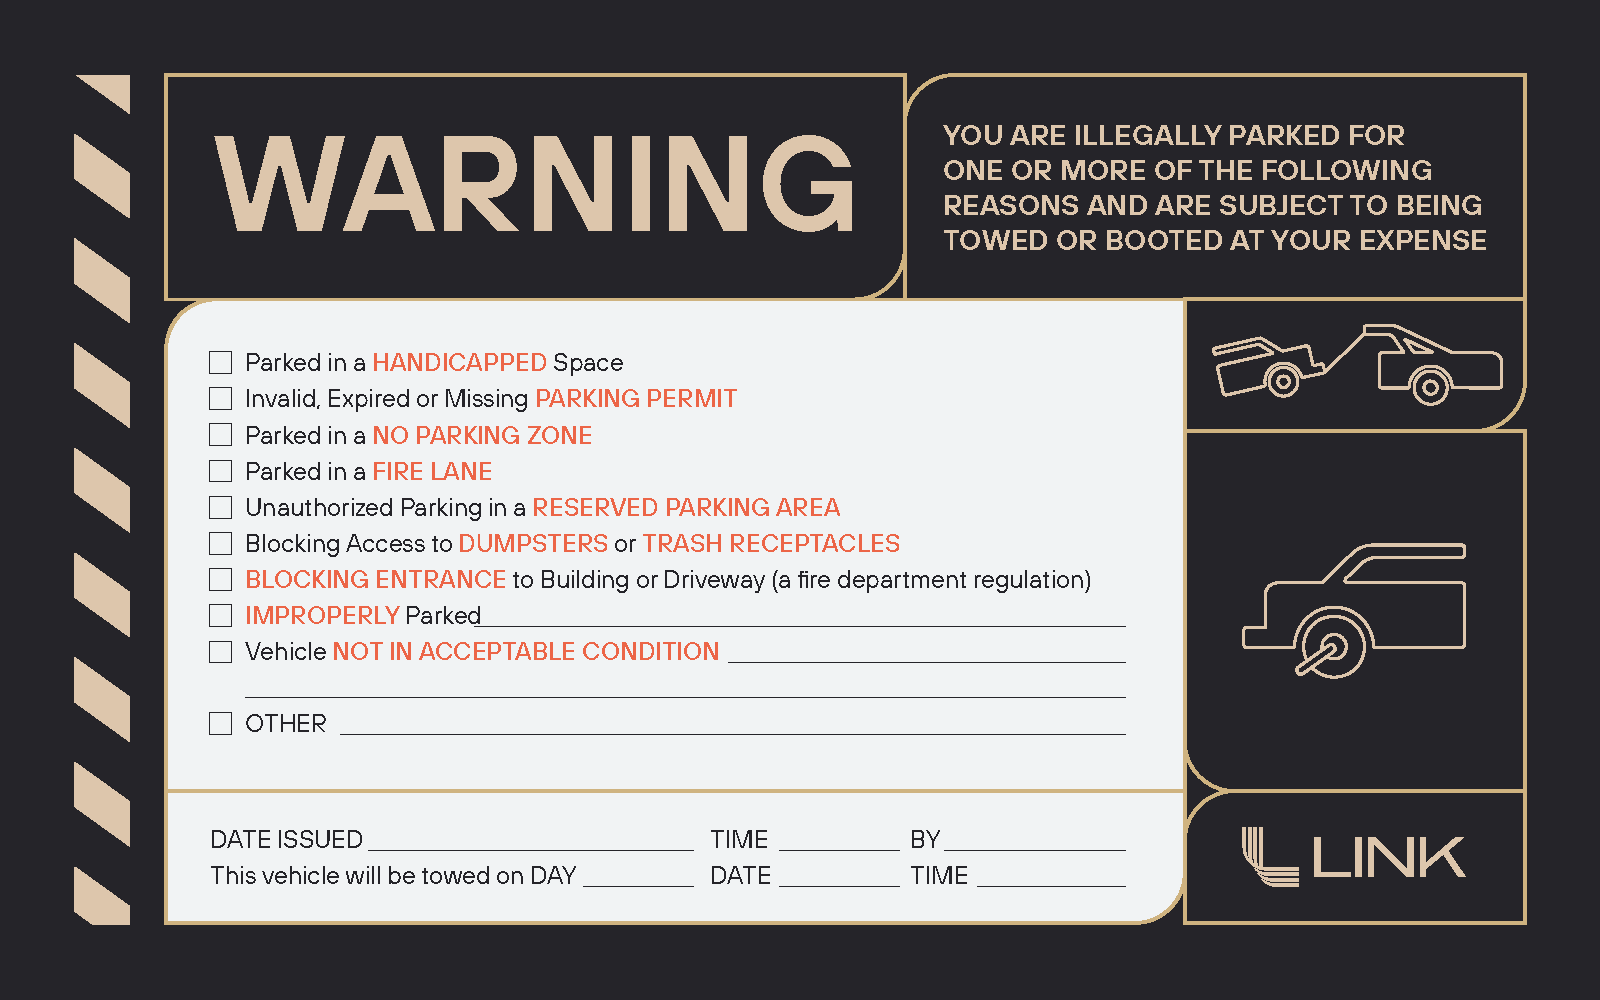 WARNING
YOU ARE ILLEGALLY PARKED FOR
ONE OR MORE OF THE FOLLOWING
REASONS AND ARE SUBJECT TO BEING
TOWED OR BOOTED AT YOUR EXPENSE
Parked in a HANDICAPPED Space
Invalid, Expired or Missing PARKING PERMIT
Parked in a NO PARKING ZONE
Parked in a FIRE LANE
Unauthorized Parking in a RESERVED PARKING AREA
Blocking Access to DUMPSTERS or TRASH RECEPTACLES
BLOCKING ENTRANCE to Building or Driveway (a fire department regulation)
IMPROPERLY Parked
Vehicle NOT IN ACCEPTABLE CONDITION
OTHER
DATE ISSUED TIME BY
This vehicle will be towed on DAY DATE TIME
LINK